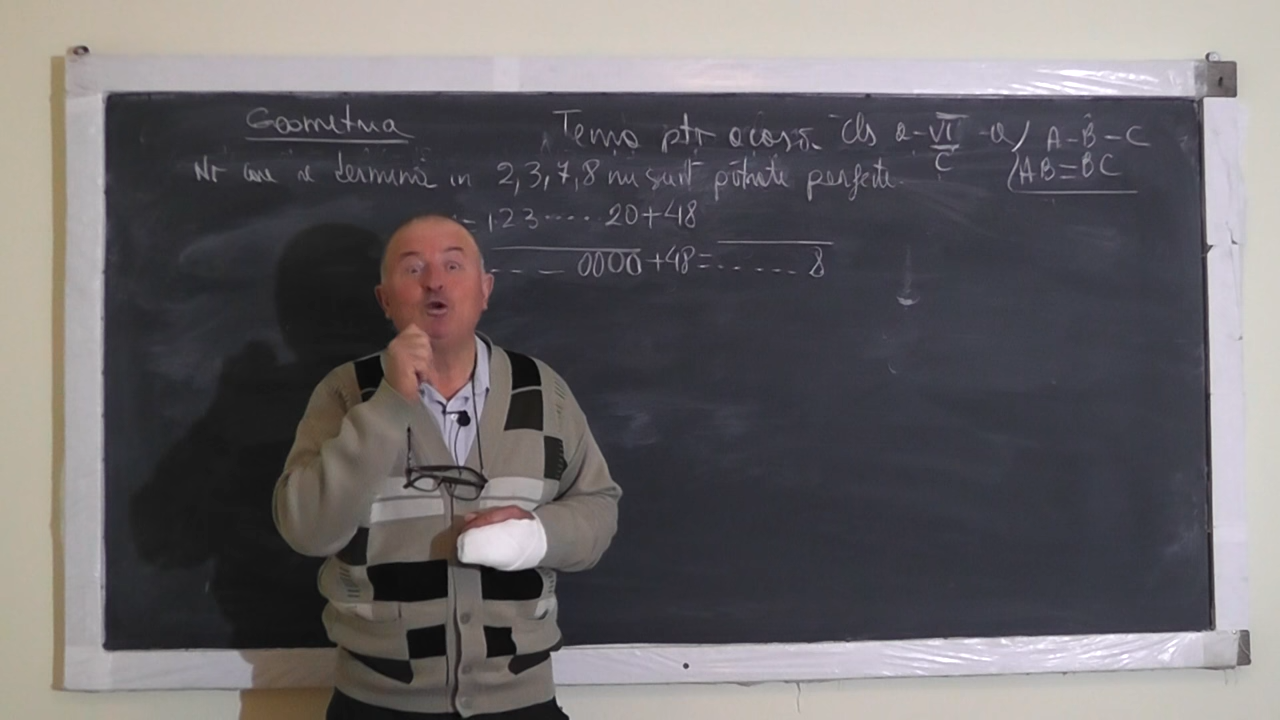 Geometria
Tema ptr acasă Cls a-VI-a
C
A-B-C
AB=BC
Nr care se termină in 2,3,7,8 nu sunt pătrate perfecte.
=123....20+48
---0000+48=.....8